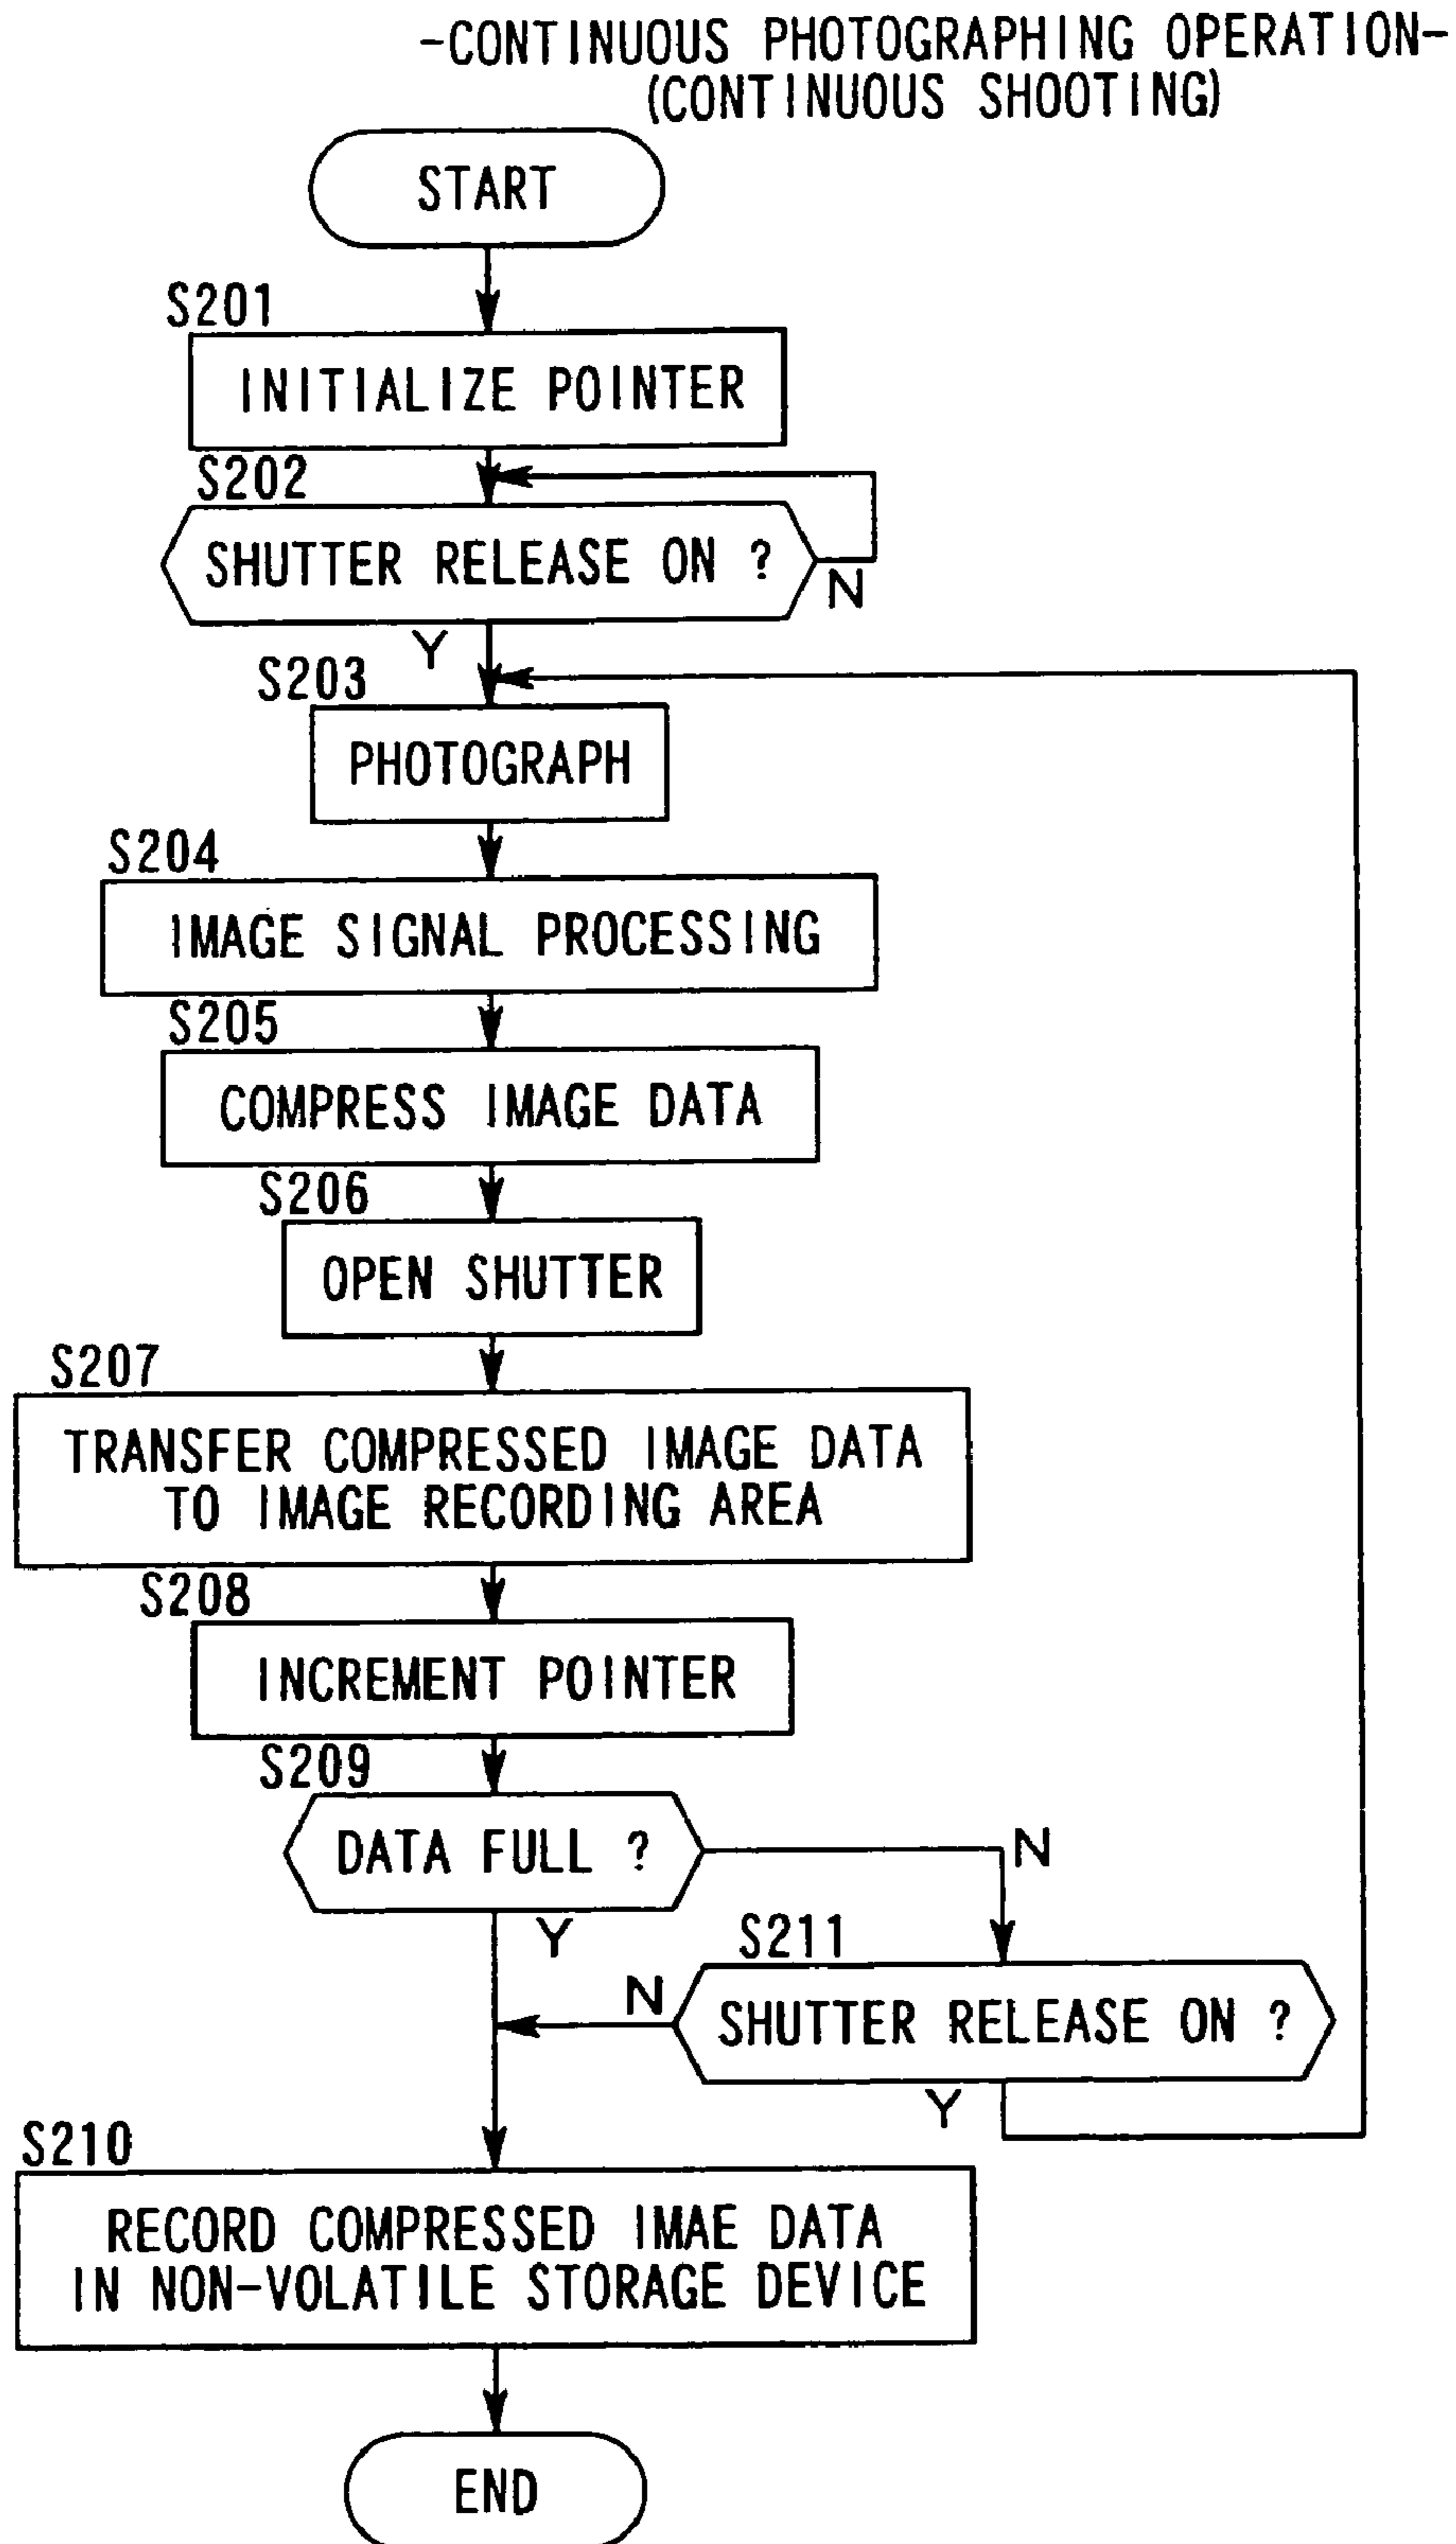 -CONTINUOUS PHOTOGRAPHING OPERATION-
(CONTINUOUS SHOOTING)
START
S201
INITIALIZE POINTER
S202
SHUTTER RELEASE ON ?
N
Y
S203
PHOTOGRAPH
S204
IMAGE SIGNAL PROCESSING
S205
COMPRESS IMAGE DATA
S206
OPEN SHUTTER
S207
TRANSFER COMPRESSED IMAGE DATA
TO IMAGE RECORDING AREA
S208
INCREMENT POINTER
S209
DATA FULL ?
N
Y
S211
N
SHUTTER RELEASE ON ?
Y
S210
RECORD COMPRESSED IMAE DATA
IN NON-VOLATILE STORAGE DEVICE
END